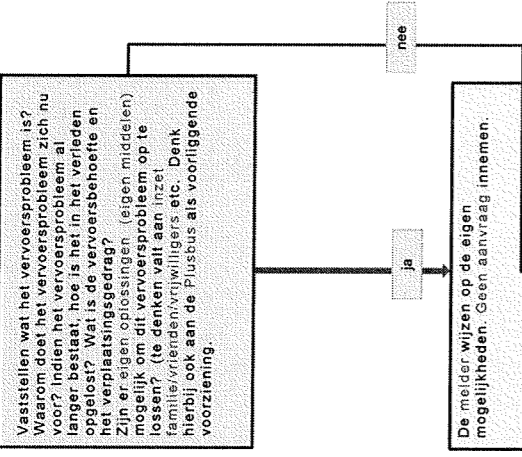 Vaststellen wat het vervoersprobleem is?
Waarom doet het vervoersprobleem zich nu
voor? Indien het vervoersprobleem al
langer bestaat, hoe is het in het verleden
opgelost? Wat is de vervoersbehoefte en
het verplaatsingsgedrag?
Zijn er eigen oplossingen (eigen middelen)
mogelijk om dit vervoersprobleem op te
lossen? (te denken valt aan inzet
familie/vrienden/vrijwilligers etc. Denk
hierbij ook aan de Plusbus als voorliggende
voorziening.
nee
ja
De melder wijzen op de eigen
mogelijkheden. Geen aanvraag innemen.